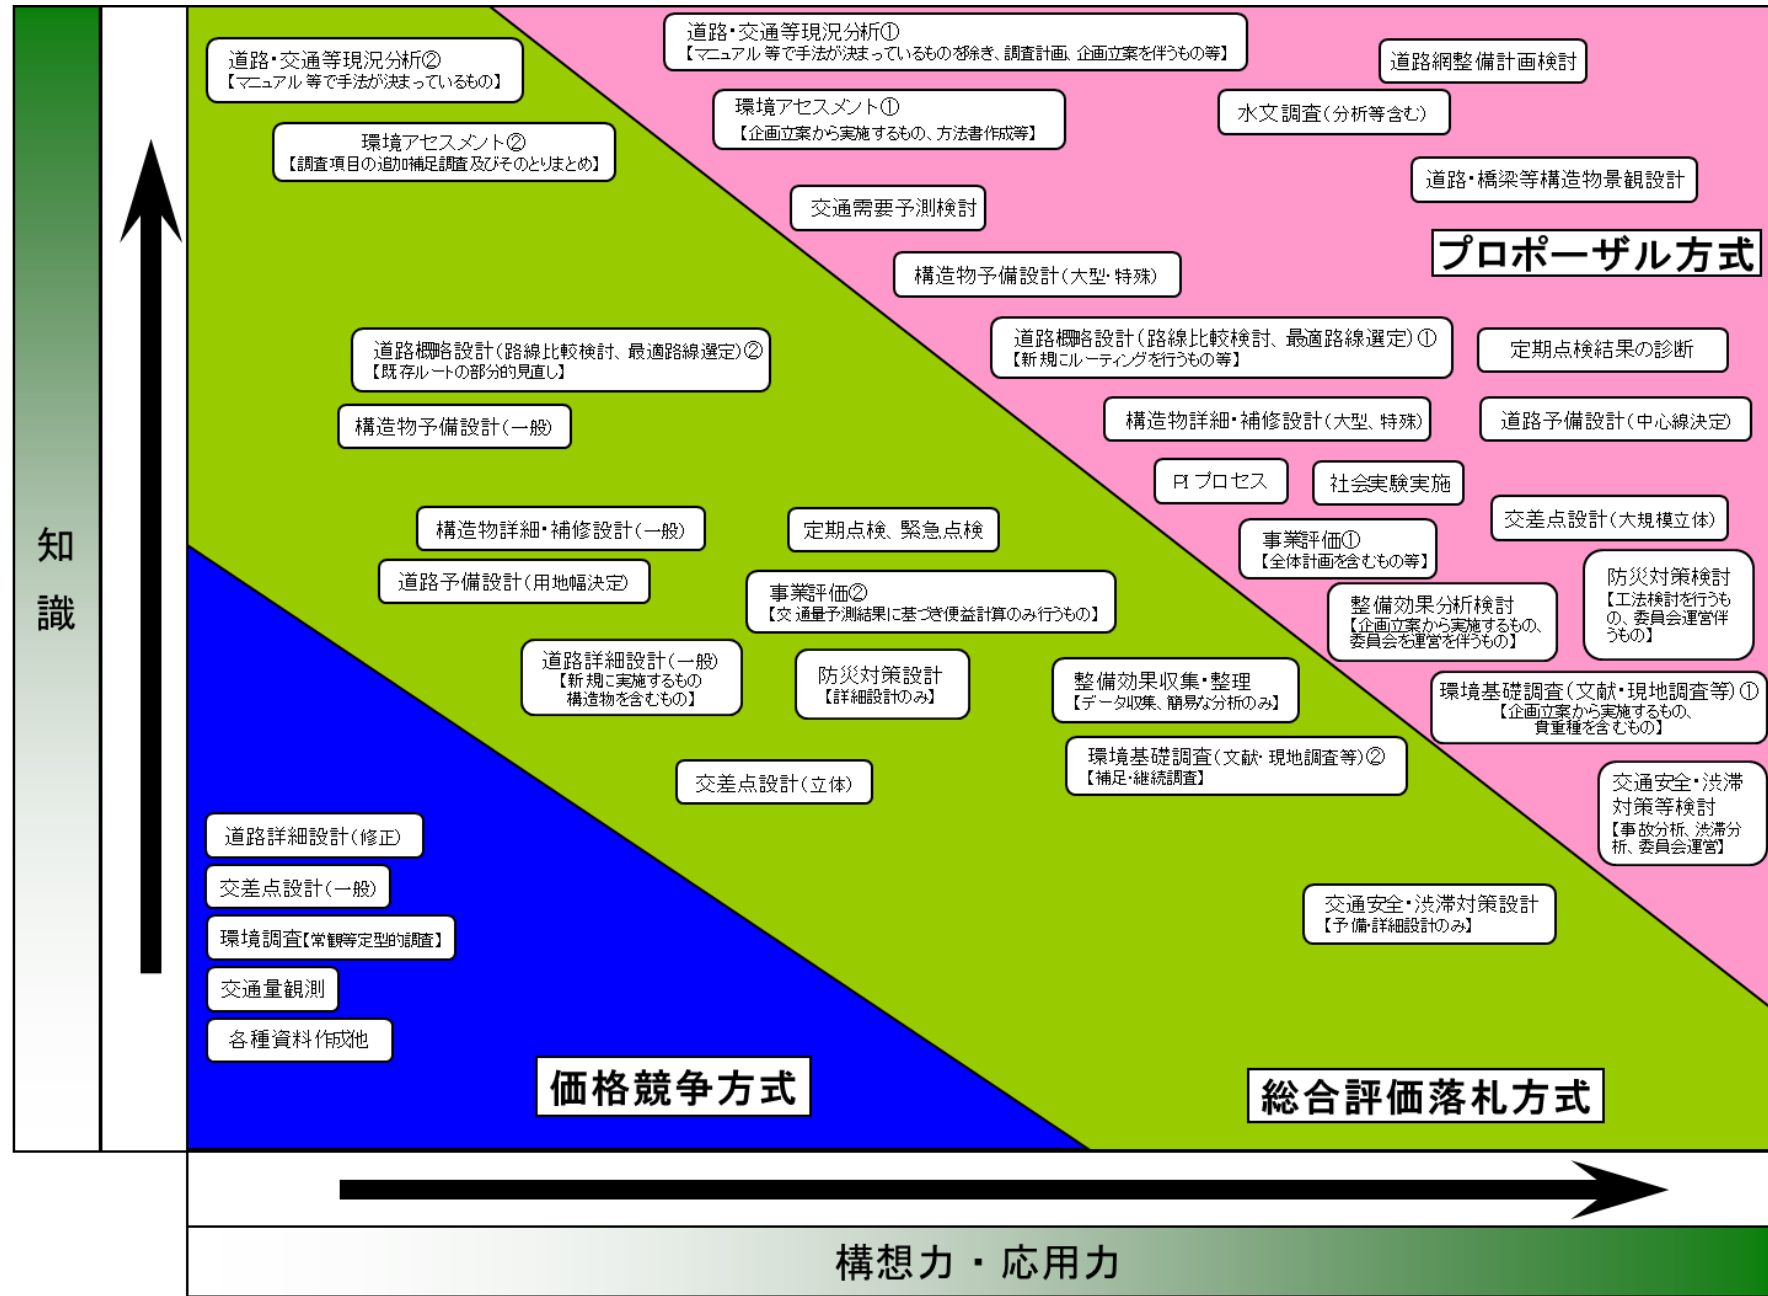 道路・交通等現況分析①
【マニュアル等で手法が決まっているものを除き、調査計画、企画立案を伴うもの等】
道路・交通等現況分析②
【マニュアル等で手法が決まっているもの】
道路網整備計画検討
環境アセスメント①
【企画立案から実施するもの、方法書作成等】
水文調査(分析等含む)
環境アセスメント②
【調査項目の追加補足調査及びそのとりまとめ】
道路・橋梁等構造物景観設計
交通需要予測検討
プロポーザル方式
構造物予備設計(大型・特殊)
道路概略設計(路線比較検討、最適路線選定)①
【新規にルーティングを行うもの等】
定期点検結果の診断
道路概略設計(路線比較検討、最適路線選定)②
【既存ルートの部分的見直し】
構造物予備設計(一般)
構造物詳細・補修設計(大型、特殊)
道路予備設計(中心線決定)
PIプロセス
社会実験実施
構造物詳細・補修設計(一般)
定期点検、緊急点検
交差点設計(大規模立体)
事業評価①
【全体計画を含むもの等】
道路予備設計(用地幅決定)
事業評価②
【交通量予測結果に基づき便益計算のみ行うもの】
防災対策検討
【工法検討を行うも
の、委員会運営伴
うもの】
整備効果分析検討
【企画立案から実施するもの、
委員会を運営を伴うもの】
道路詳細設計(一般)
【新規に実施するもの
構造物を含むもの】
防災対策設計
【詳細設計のみ】
整備効果収集・整理
【データ収集、簡易な分析のみ】
環境基礎調査(文献・現地調査等)①
【企画立案から実施するもの、
貴重種を含むもの】
環境基礎調査(文献・現地調査等)②
【補足・継続調査】
交差点設計(立体)
交通安全・渋滞
対策等検討
【事故分析、渋滞分
析、委員会運営】
道路詳細設計(修正)
交差点設計(一般)
環境調査【常観等定型的調査】
交通量観測
各種資料作成他
交通安全・渋滞対策設計
【予備・詳細設計のみ】
価格競争方式
総合評価落札方式
知
識
構想力・応用力